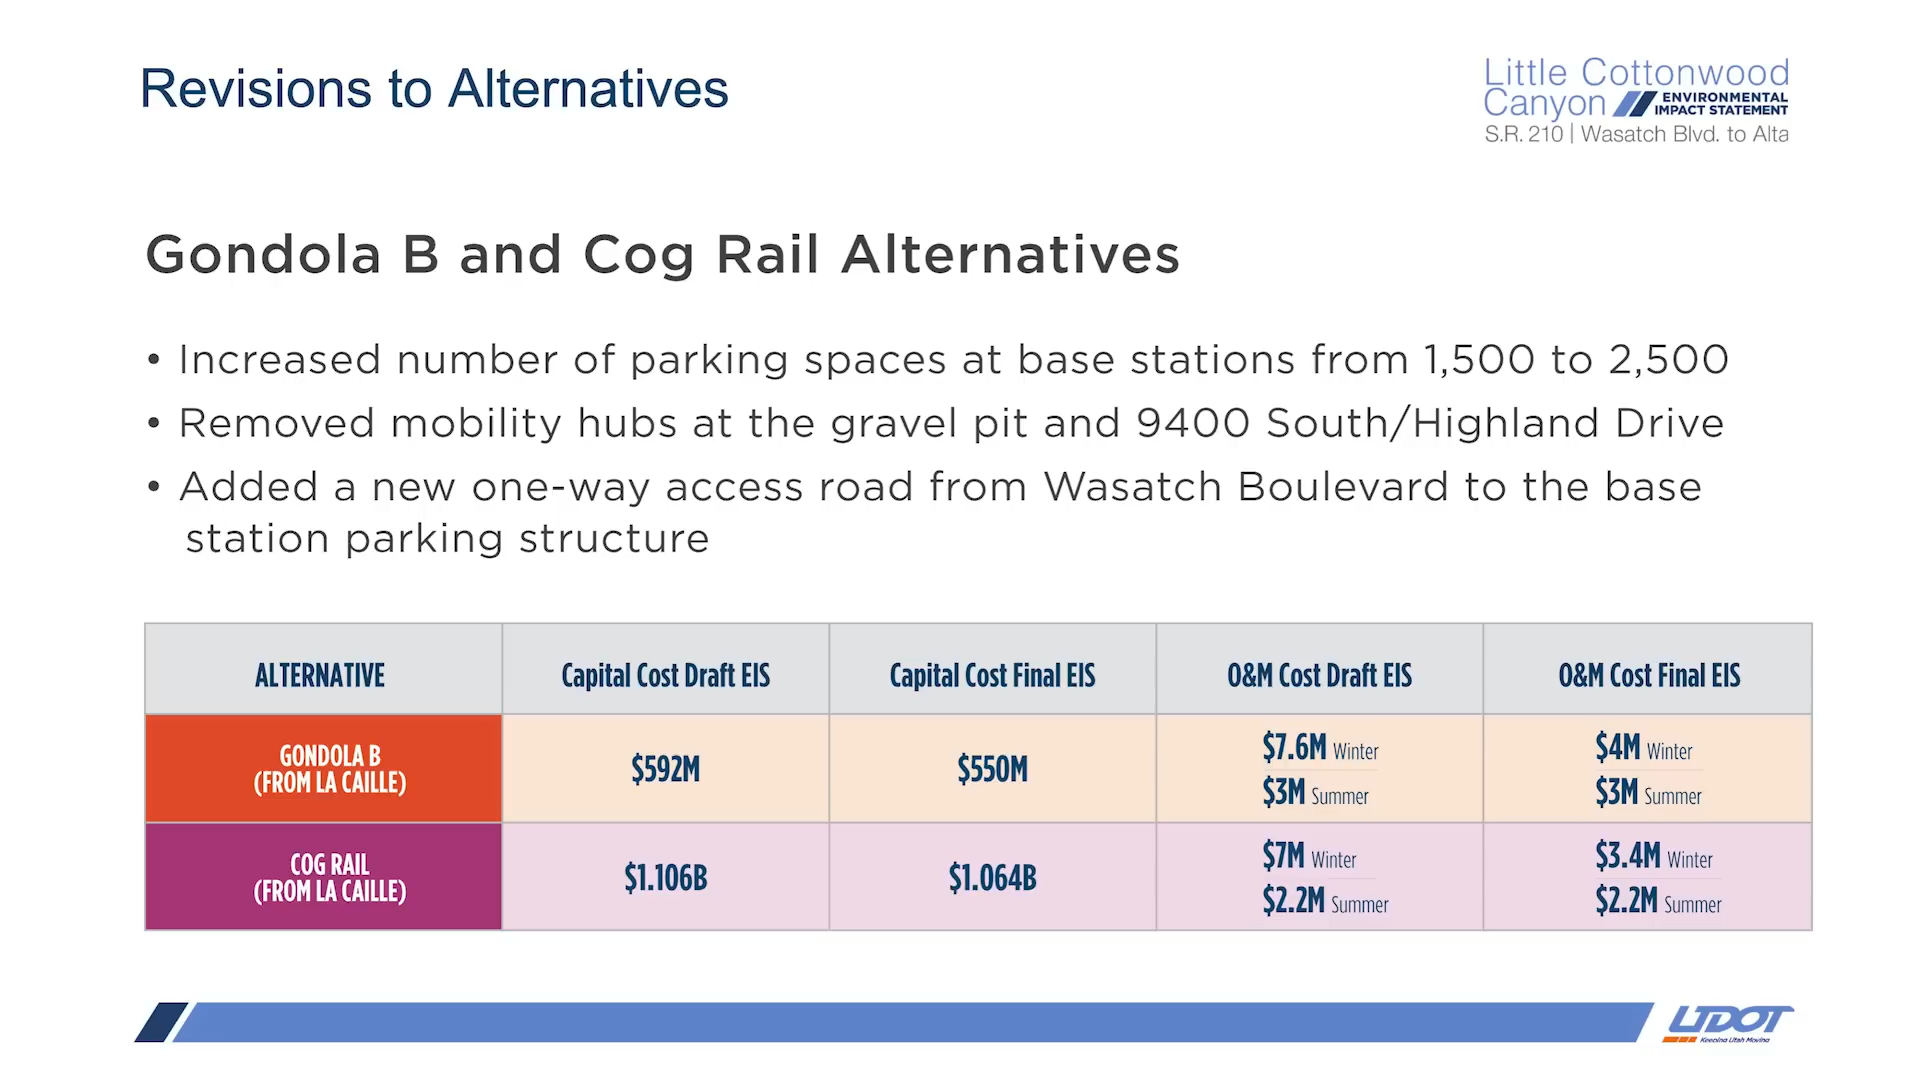 Revisions to Alternatives
Little Cottonwood
Canyon ENVIRONMENTAL
IMPACT STATEMENT
S.R. 210 | Wasatch Blvd. to Alta
Gondola B and Cog Rail Alternatives
• Increased number of parking spaces at base stations from 1,500 to 2,500
• Removed mobility hubs at the gravel pit and 9400 South/Highland Drive
• Added a new one-way access road from Wasatch Boulevard to the base
station parking structure
ALTERNATIVE Capital Cost Draft EIS Capital Cost Final EIS O&M Cost Draft EIS O&M Cost Final EIS
GONDOLA B
(FROM LA CAILLE)
$592M
$550M
$7.6M Winter
$3M Summer
$4M Winter
$3M Summer
COG RAIL
(FROM LA CAILLE)
$1.106B
$1.064B
$7M Winter
$2.2M Summer
$3.4M Winter
$2.2M Summer
UDOT
Keeping Utah Moving